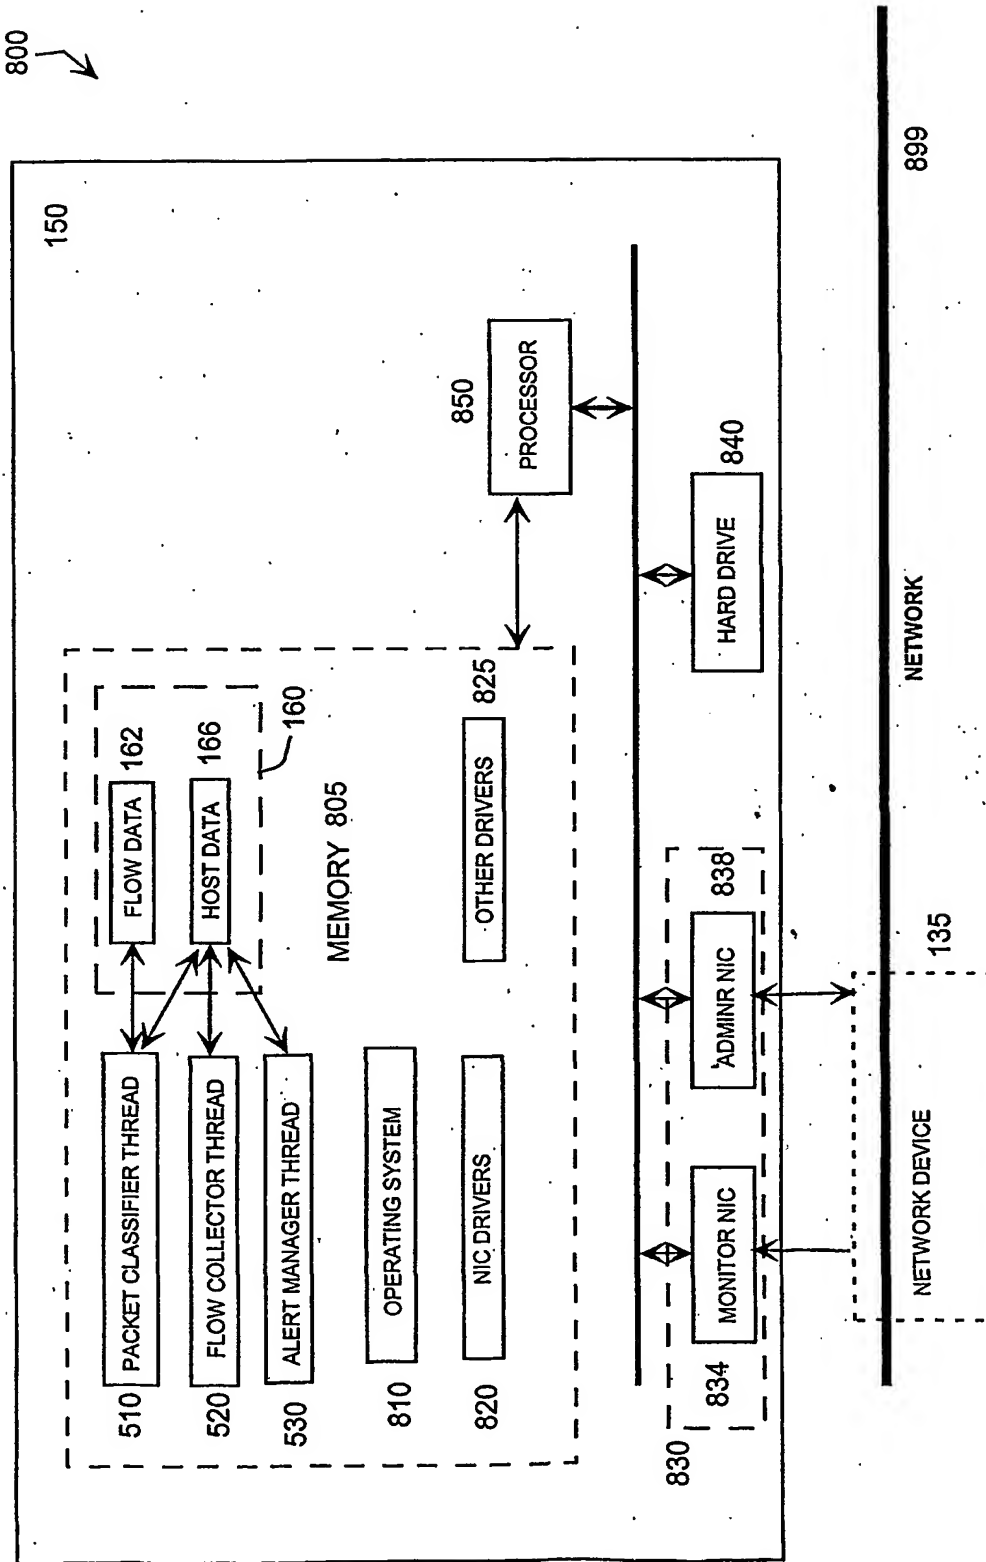 800
150
510
PACKET CLASSIFIER THREAD
FLOW DATA
162
520
FLOW COLLECTOR THREAD
HOST DATA
166
530
ALERT MANAGER THREAD
160
MEMORY 805
810
OPERATING SYSTEM
820
NIC DRIVERS
OTHER DRIVERS
825
850
PROCESSOR
830
834
MONITOR NIC
ADMINR NIC
838
HARD DRIVE
840
NETWORK DEVICE
135
NETWORK
899